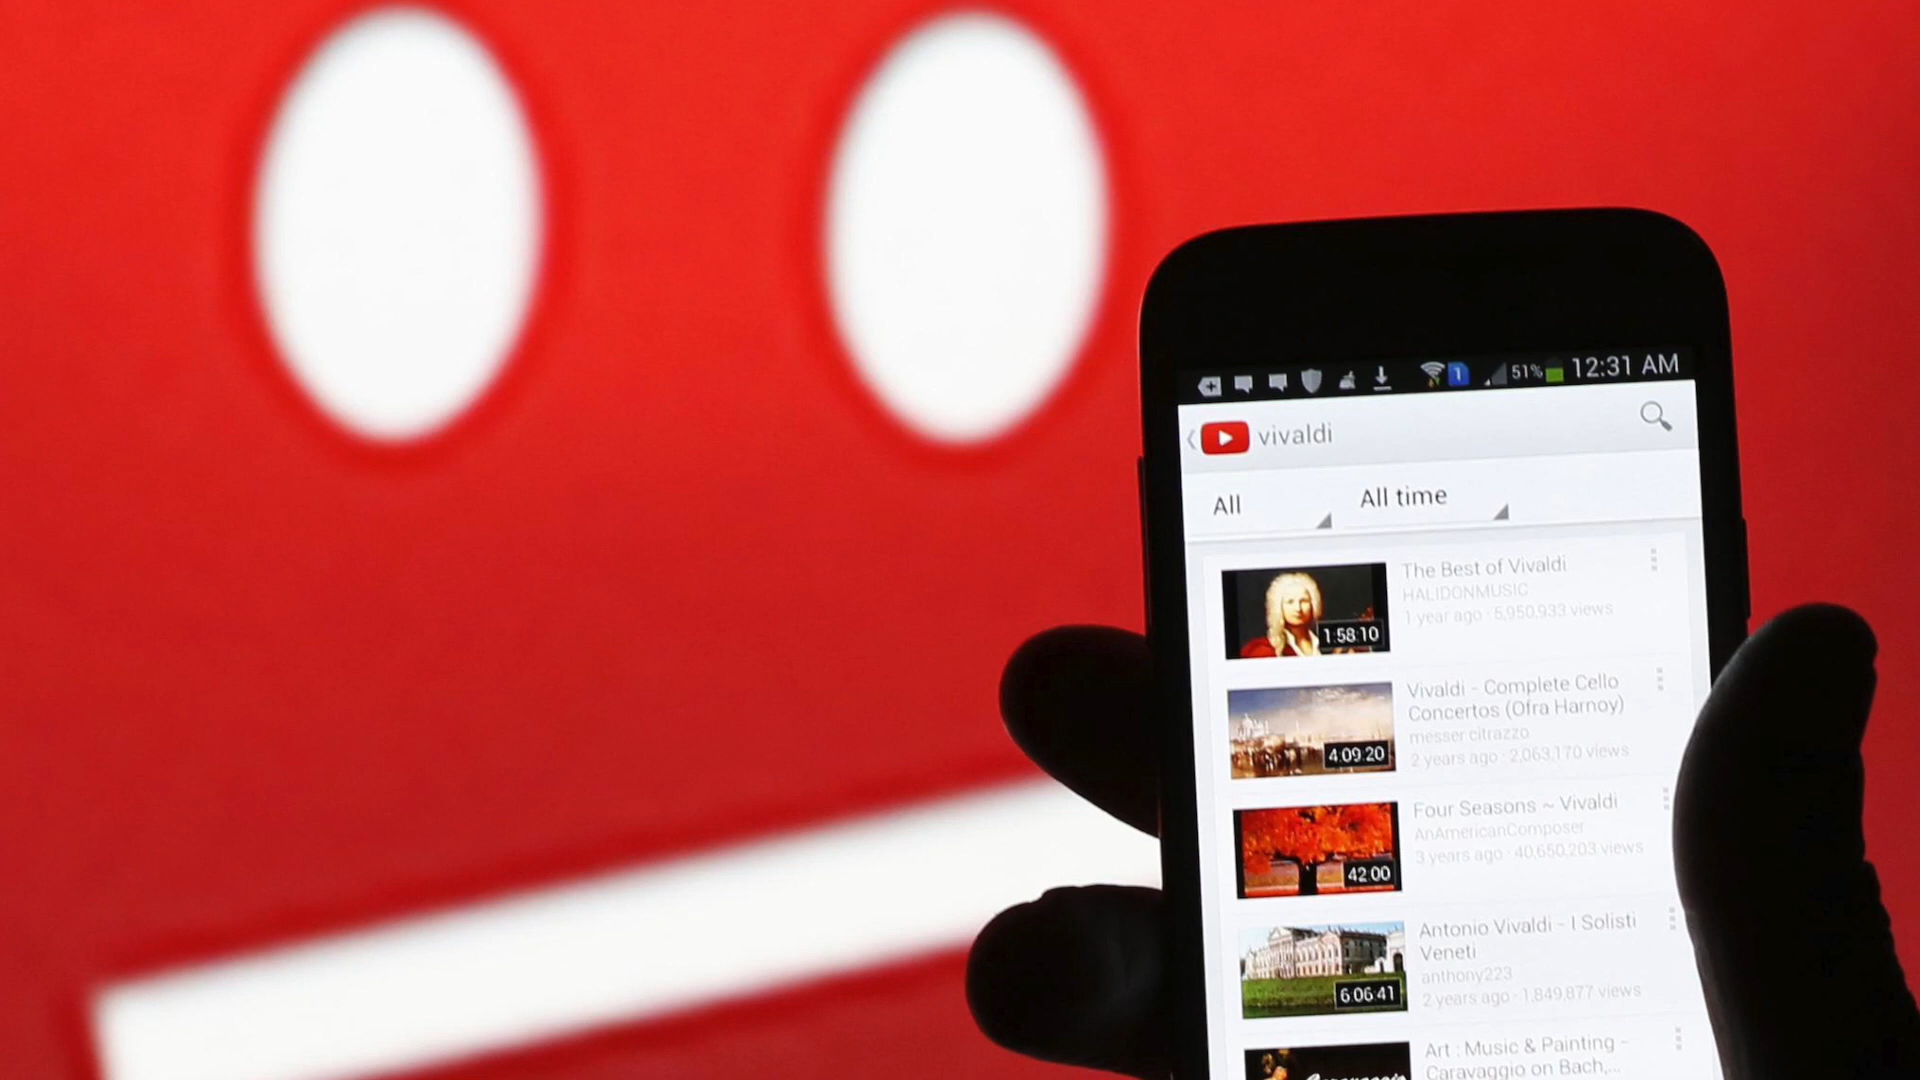 1 51% 12:31 AM
vivaldi
All All time
The Best of Vivaldi
HALIDONMUSIC
1 year ago · 5,950,933 views
1:58:10
Vivaldi - Complete Cello
Concertos (Ofra Harnoy)
messer citrazzo
2 years ago · 2,063,170 views
4:09:20
Four Seasons ~ Vivaldi
AnAmericanComposer
3 years ago · 40,650,203 views
42:00
Antonio Vivaldi - I Solisti
Veneti
anthony223
2 years ago · 1,849,877 views
6:06:41
Art : Music & Painting -
Caravaggio on Bach,...